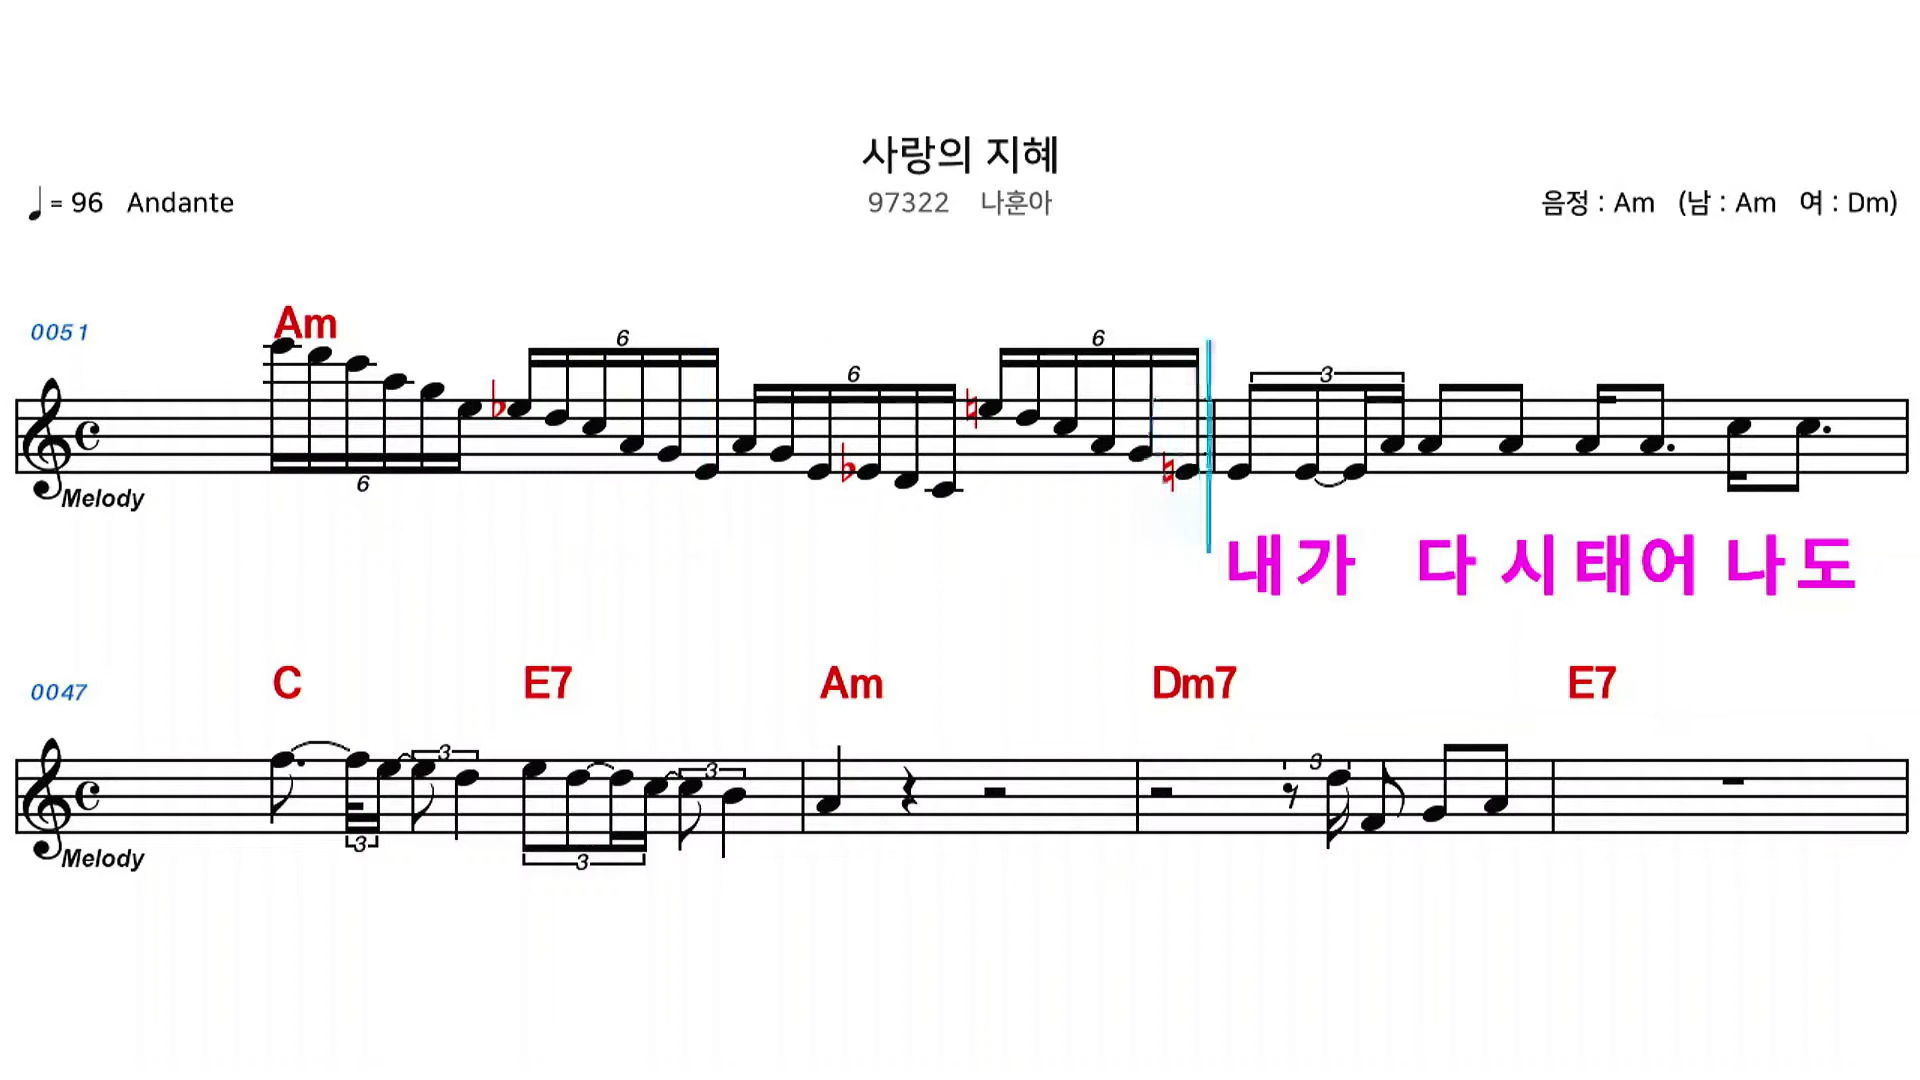 사랑의 지혜
♩= 96 Andante
97322 나훈아
음정 : Am (남 : Am 여 : Dm)
0051
Am
6 6 6 6 3
Melody
내가 다시태어 나도
0047
C E7 Am Dm7 E7
3 3 3 3 3
Melody